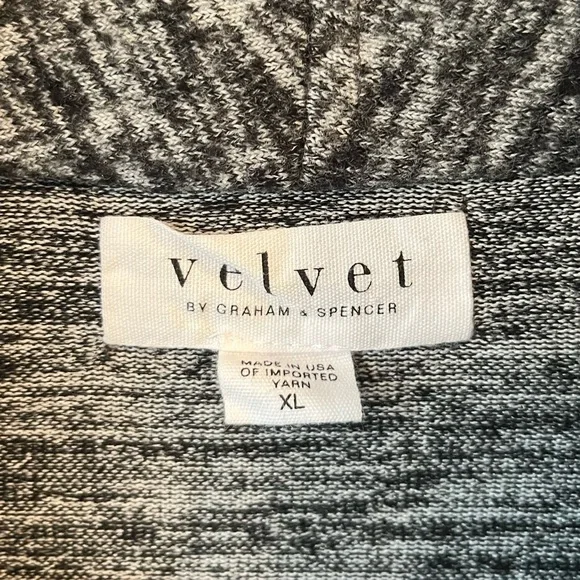 velvet
BY GRAHAM & SPENCER
MADE IN USA
OF IMPORTED
YARN
XL